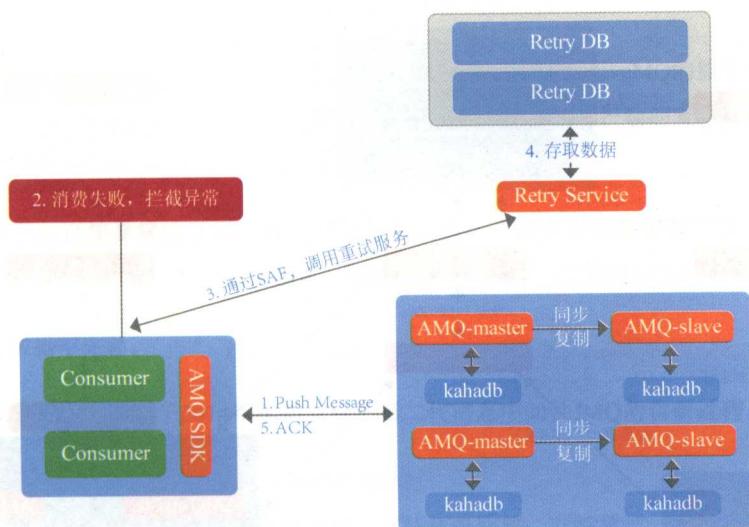 Retry DB
Retry DB
4. 存取数据
Retry Service
2. 消费失败，拦截异常
3. 通过SAF，调用重试服务
Consumer
Consumer
AMQ SDK
1. Push Message
5. ACK
AMQ-master
同步
复制
AMQ-slave
kahadb
kahadb
AMQ-master
同步
复制
AMQ-slave
kahadb
kahadb